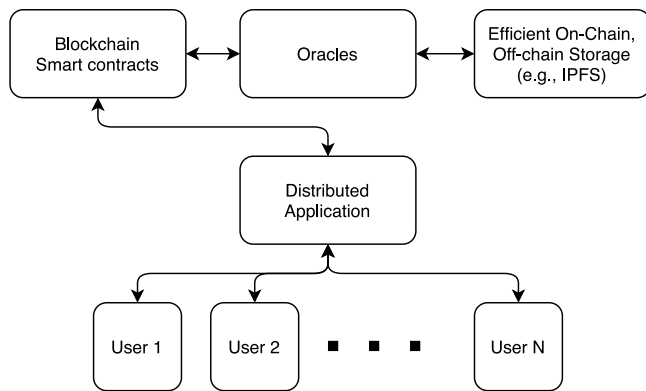 Blockchain
Smart contracts
Oracles
Efficient On-Chain,
Off-chain Storage
(e.g., IPFS)
Distributed
Application
User 1
User 2
User N